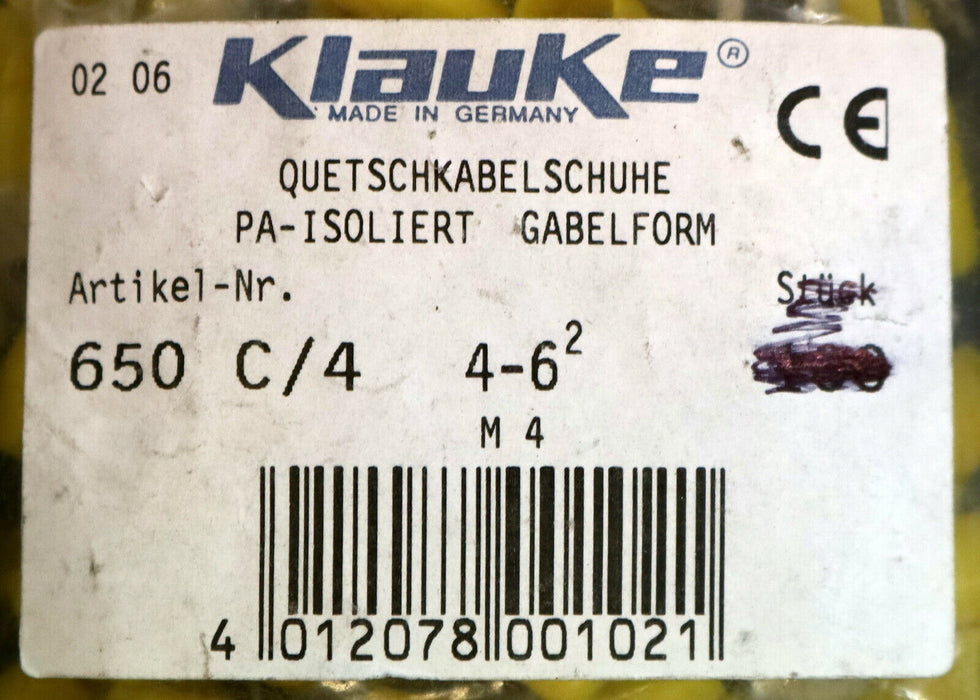 02 06 Klauke ®
MADE IN GERMANY
CE
QUETSCHKABELSCHUHE
PA-ISOLIERT GABELFORM
Artikel-Nr. Stück
650 C/4 4-6²
M 4
4 012078 001021